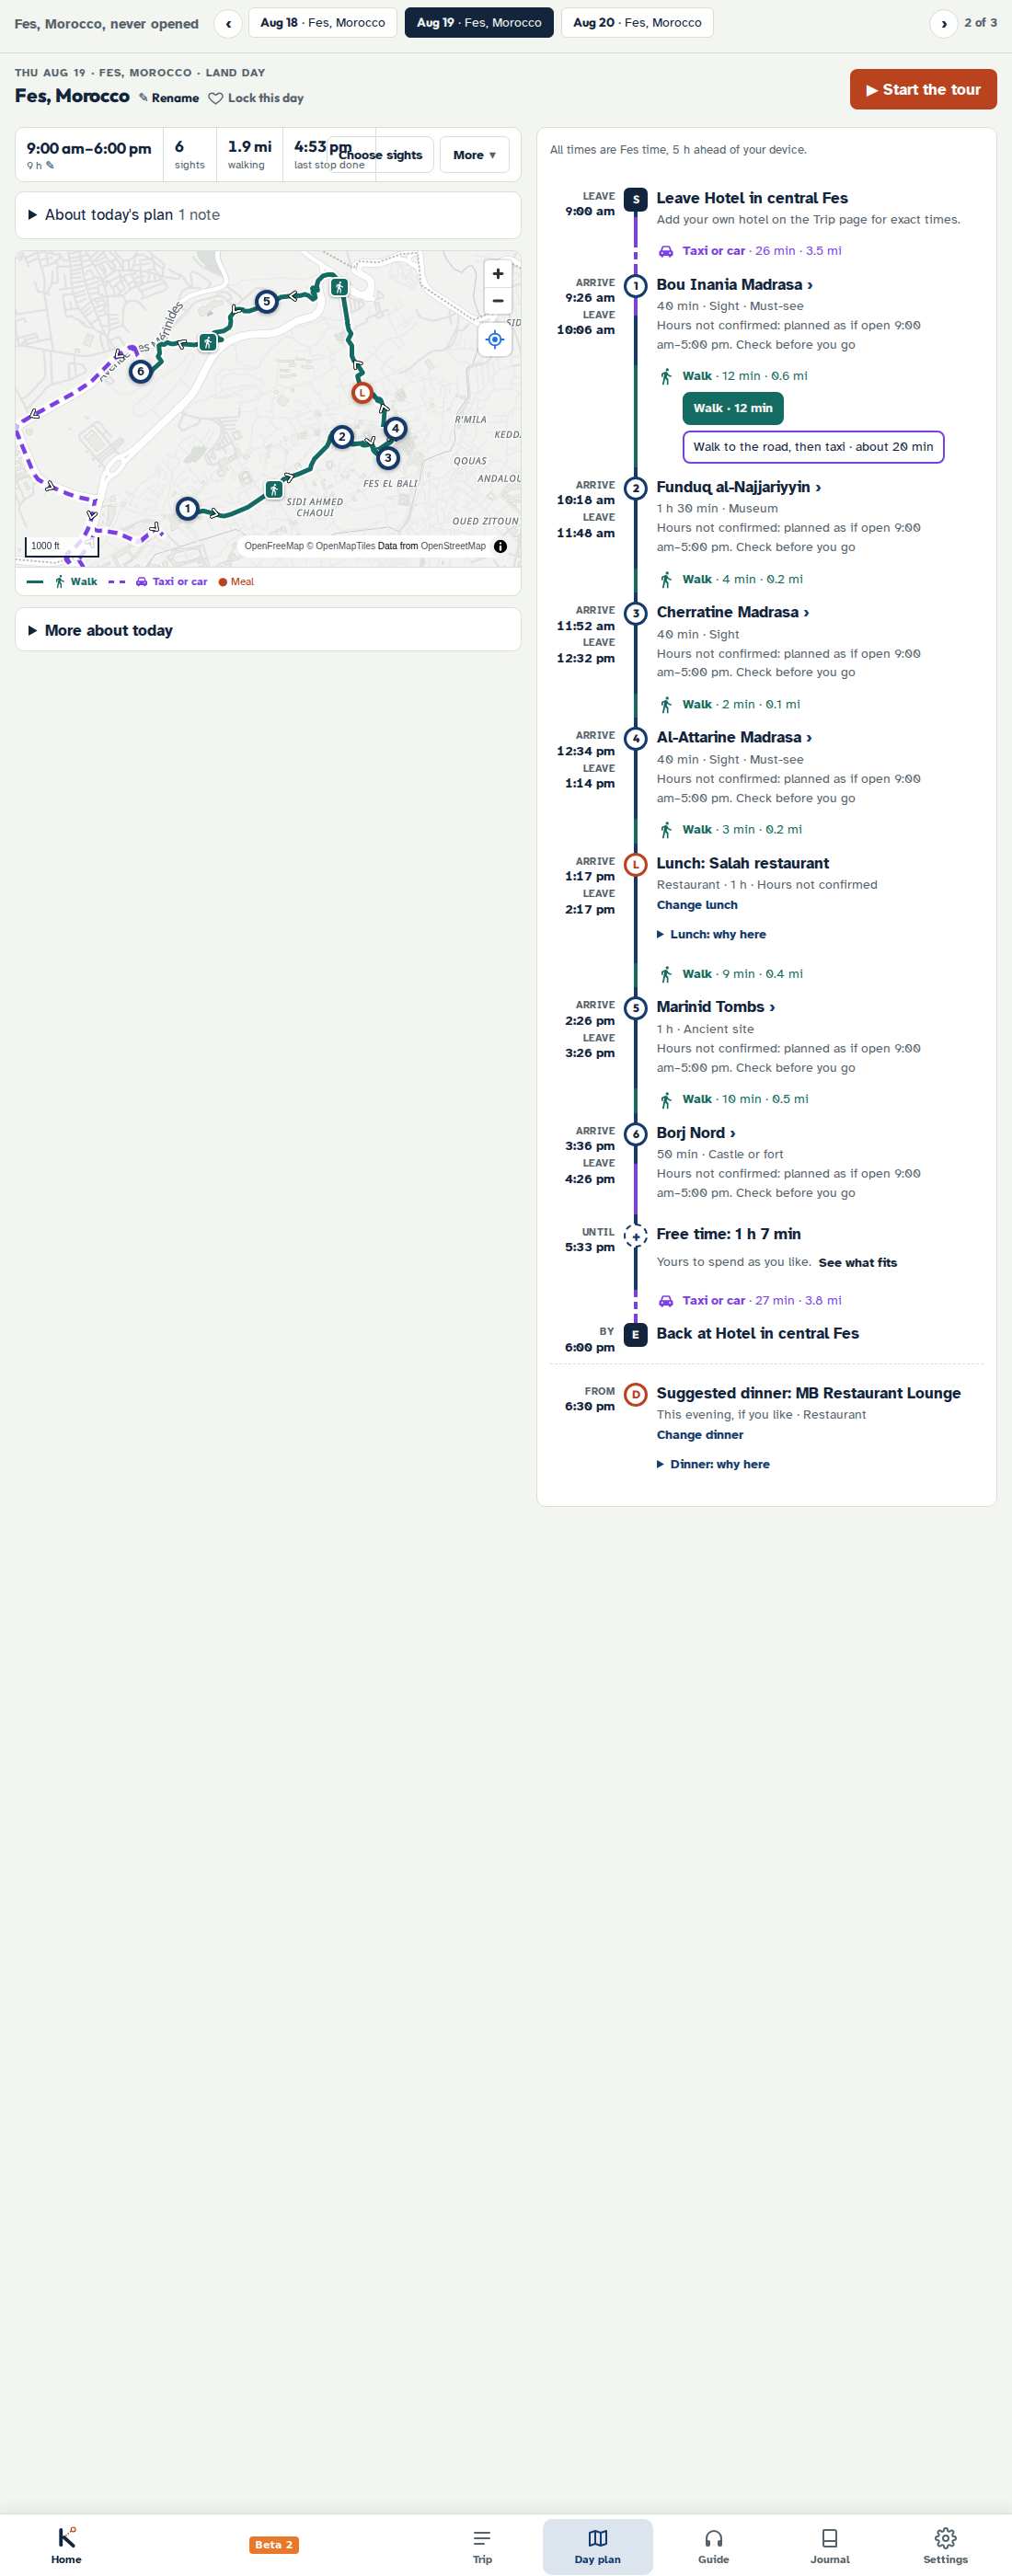 Fes, Morocco, never opened
‹
Aug 18 · Fes, Morocco
Aug 19 · Fes, Morocco
Aug 20 · Fes, Morocco
›
2 of 3
THU AUG 19 · FES, MOROCCO · LAND DAY
Fes, Morocco ✎ Rename Lock this day
▶ Start the tour
9:00 am–6:00 pm
9 h ✎
6
sights
1.9 mi
walking
4:53 pm
last stop done
Choose sights
More ▾
▶ About today's plan 1 note
5
6
L
4
2
3
1
R'MILA
QOUAS
FES EL BALI
SIDI AHMED
CHAOUI
OUED ZITOUN
+
−
1000 ft
OpenFreeMap © OpenMapTiles Data from OpenStreetMap
Walk Taxi or car Meal
▶ More about today
All times are Fes time, 5 h ahead of your device.
LEAVE
9:00 am
S
Leave Hotel in central Fes
Add your own hotel on the Trip page for exact times.
Taxi or car · 26 min · 3.5 mi
ARRIVE
9:26 am
LEAVE
10:06 am
1
Bou Inania Madrasa ›
40 min · Sight · Must-see
Hours not confirmed: planned as if open 9:00
am–5:00 pm. Check before you go
Walk · 12 min · 0.6 mi
Walk · 12 min
Walk to the road, then taxi · about 20 min
ARRIVE
10:18 am
LEAVE
11:48 am
2
Funduq al-Najjariyyin ›
1 h 30 min · Museum
Hours not confirmed: planned as if open 9:00
am–5:00 pm. Check before you go
Walk · 4 min · 0.2 mi
ARRIVE
11:52 am
LEAVE
12:32 pm
3
Cherratine Madrasa ›
40 min · Sight
Hours not confirmed: planned as if open 9:00
am–5:00 pm. Check before you go
Walk · 2 min · 0.1 mi
ARRIVE
12:34 pm
LEAVE
1:14 pm
4
Al-Attarine Madrasa ›
40 min · Sight · Must-see
Hours not confirmed: planned as if open 9:00
am–5:00 pm. Check before you go
Walk · 3 min · 0.2 mi
ARRIVE
1:17 pm
LEAVE
2:17 pm
L
Lunch: Salah restaurant
Restaurant · 1 h · Hours not confirmed
Change lunch
▶ Lunch: why here
Walk · 9 min · 0.4 mi
ARRIVE
2:26 pm
LEAVE
3:26 pm
5
Marinid Tombs ›
1 h · Ancient site
Hours not confirmed: planned as if open 9:00
am–5:00 pm. Check before you go
Walk · 10 min · 0.5 mi
ARRIVE
3:36 pm
LEAVE
4:26 pm
6
Borj Nord ›
50 min · Castle or fort
Hours not confirmed: planned as if open 9:00
am–5:00 pm. Check before you go
UNTIL
5:33 pm
+
Free time: 1 h 7 min
Yours to spend as you like. See what fits
Taxi or car · 27 min · 3.8 mi
BY
6:00 pm
E
Back at Hotel in central Fes
FROM
6:30 pm
D
Suggested dinner: MB Restaurant Lounge
This evening, if you like · Restaurant
Change dinner
▶ Dinner: why here
Home
Beta 2
Trip
Day plan
Guide
Journal
Settings